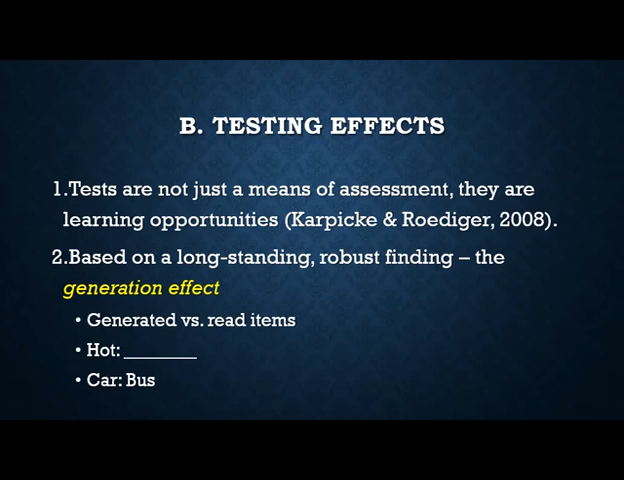 B. TESTING EFFECTS
1.Tests are not just a means of assessment, they are
learning opportunities (Karpicke & Roediger, 2008).
2.Based on a long-standing, robust finding – the
generation effect
• Generated vs. read items
• Hot: ________
• Car: Bus